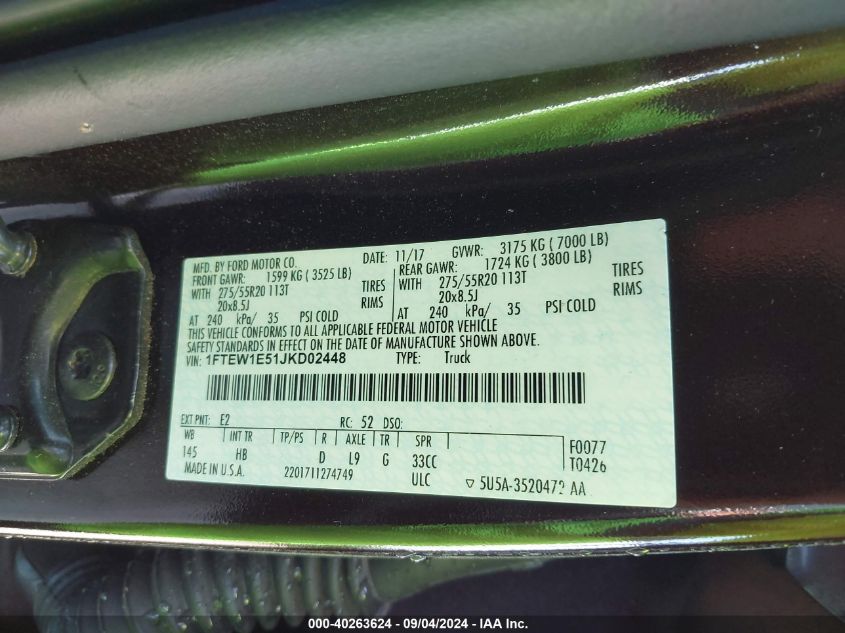 MFD. BY FORD MOTOR CO. DATE: 11/17 GVWR: 3175 KG ( 7000 LB)
FRONT GAWR: 1599 KG ( 3525 LB) REAR GAWR: 1724 KG ( 3800 LB)
WITH 275/55R20 113T TIRES WITH 275/55R20 113T TIRES
20x8.5J RIMS 20x8.5J RIMS
AT 240 kPa/ 35 PSI COLD AT 240 kPa/ 35 PSI COLD
THIS VEHICLE CONFORMS TO ALL APPLICABLE FEDERAL MOTOR VEHICLE
SAFETY STANDARDS IN EFFECT ON THE DATE OF MANUFACTURE SHOWN ABOVE.
VIN: 1FTEW1E51JKD02448 TYPE: Truck
EXT PNT: E2 RC: 52 DSO:
WB INT TR TP/PS R AXLE TR SPR F0077
145 HB D L9 G 33CC T0426
MADE IN U.S.A. 2201711274749 ULC ▽ 5U5A-3520472 AA
000-40263624 - 09/04/2024 - IAA Inc.